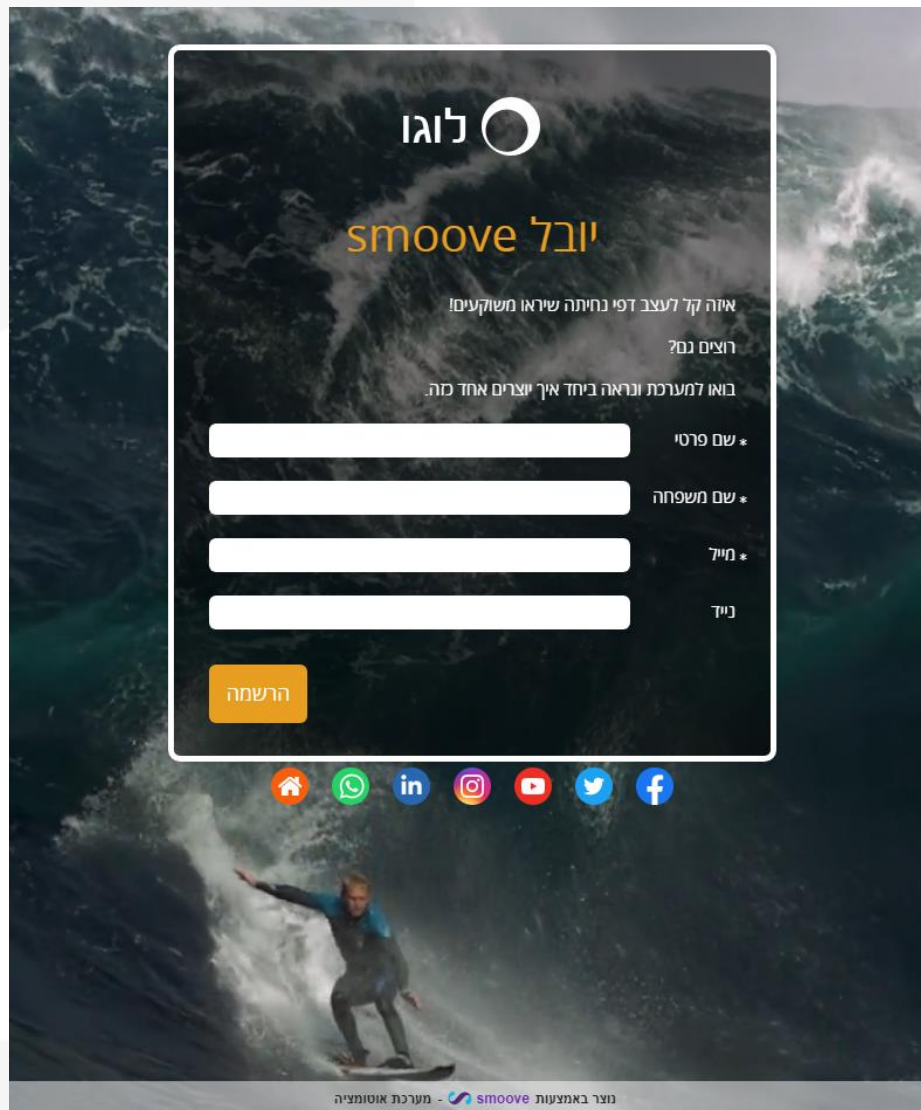 לוגו
יובל smoove
איזה קל לעצב דפי נחיתה שיראו משוקעים!
רוצים גם?
בואו למערכת ונראה ביחד איך יוצרים אחד כזה.
* שם פרטי
* שם משפחה
* מייל
נייד
הרשמה
in
נוצר באמצעות smoove - מערכת אוטומציה